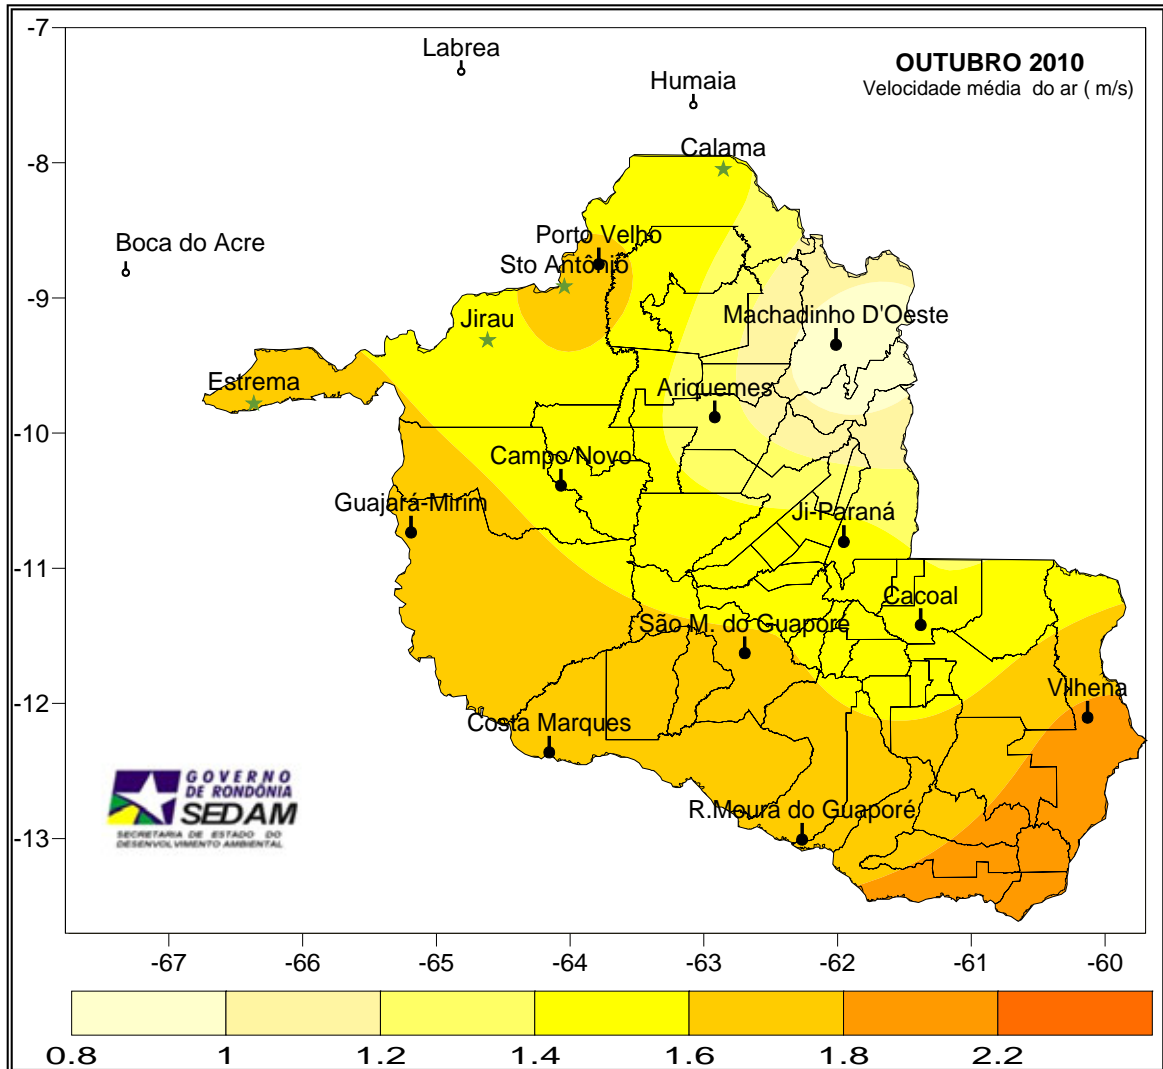 -7
Labrea
OUTUBRO 2010
Velocidade média do ar ( m/s)
Humaia
Calama
-8
Porto Velho
Boca do Acre
Sto Antônio
-9
Machadinho D'Oeste
Jirau
Estrema
Ariquemes
-10
Campo Novo
Guajará-Mirim
Ji-Paraná
-11
Cacoal
São M. do Guaporé
Vilhena
-12
Costa Marques
GOVERNO
DE RONDÔNIA
SEDAM
SECRETARIA DE ESTADO DO
DESENVOLVIMENTO AMBIENTAL
R.Moura do Guaporé
-13
-67 -66 -65 -64 -63 -62 -61 -60
0.8 1 1.2 1.4 1.6 1.8 2.2